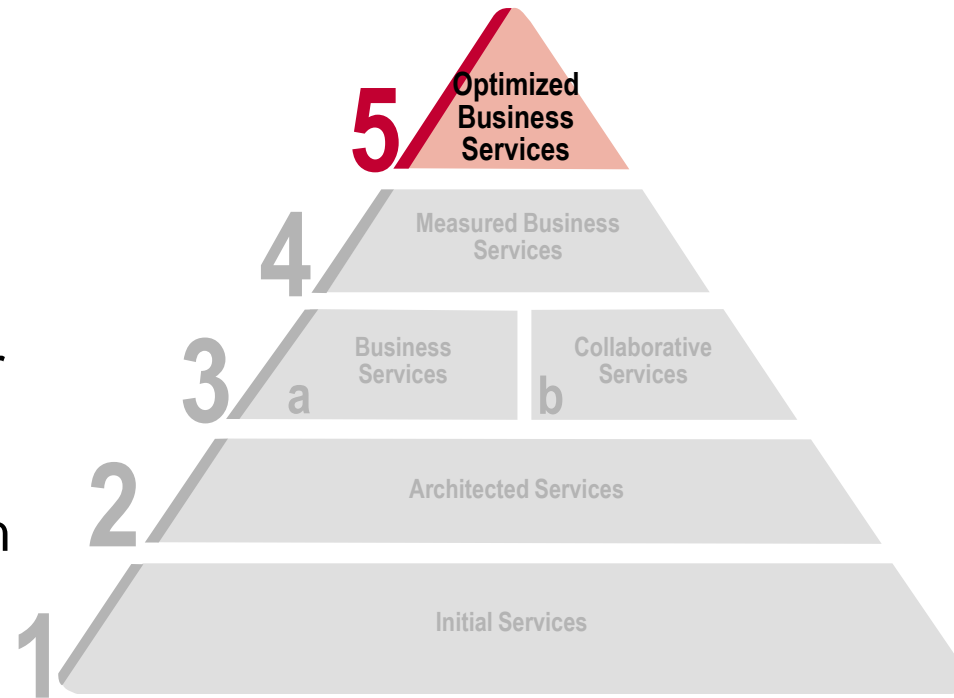 5
Optimized
Business
Services
4
Measured Business
Services
3
a
Business
Services
b
Collaborative
Services
2
Architected Services
1
Initial Services